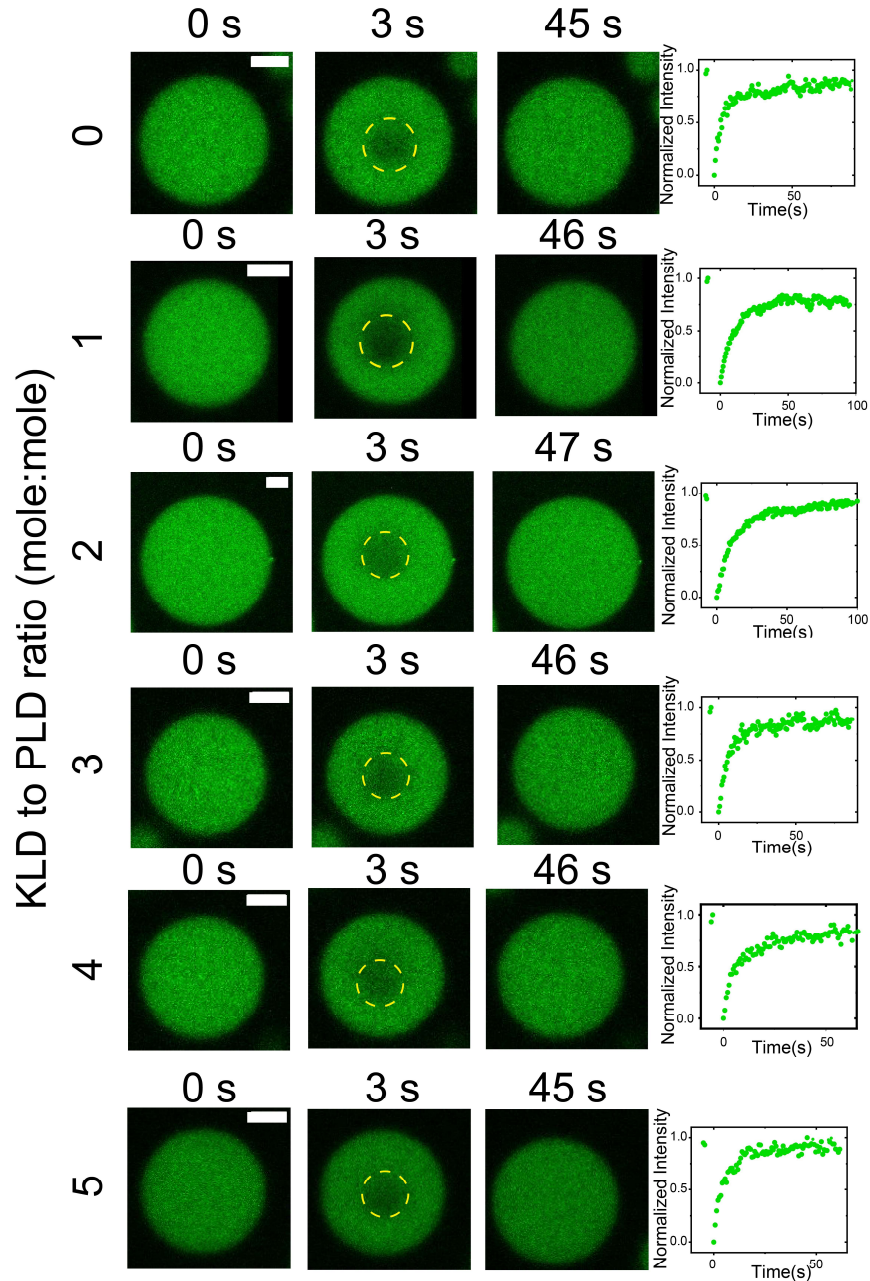 KLD to PLD ratio (mole:mole)
0 s 3 s 45 s
0
Normalized Intensity
1.0
0.5
0.0
50
Time(s)
0 s 3 s 46 s
1
Normalized Intensity
1.0
0.5
0.0
0 50 100
Time(s)
0 s 3 s 47 s
2
Normalized Intensity
1.0
0.5
0.0
0 50 100
Time(s)
0 s 3 s 46 s
3
Normalized Intensity
1.0
0.5
0.0
0 50
Time(s)
0 s 3 s 46 s
4
Normalized Intensity
1.0
0.5
0.0
0 50
Time(s)
0 s 3 s 45 s
5
Normalized Intensity
1.0
0.5
0.0
0 50
Time(s)